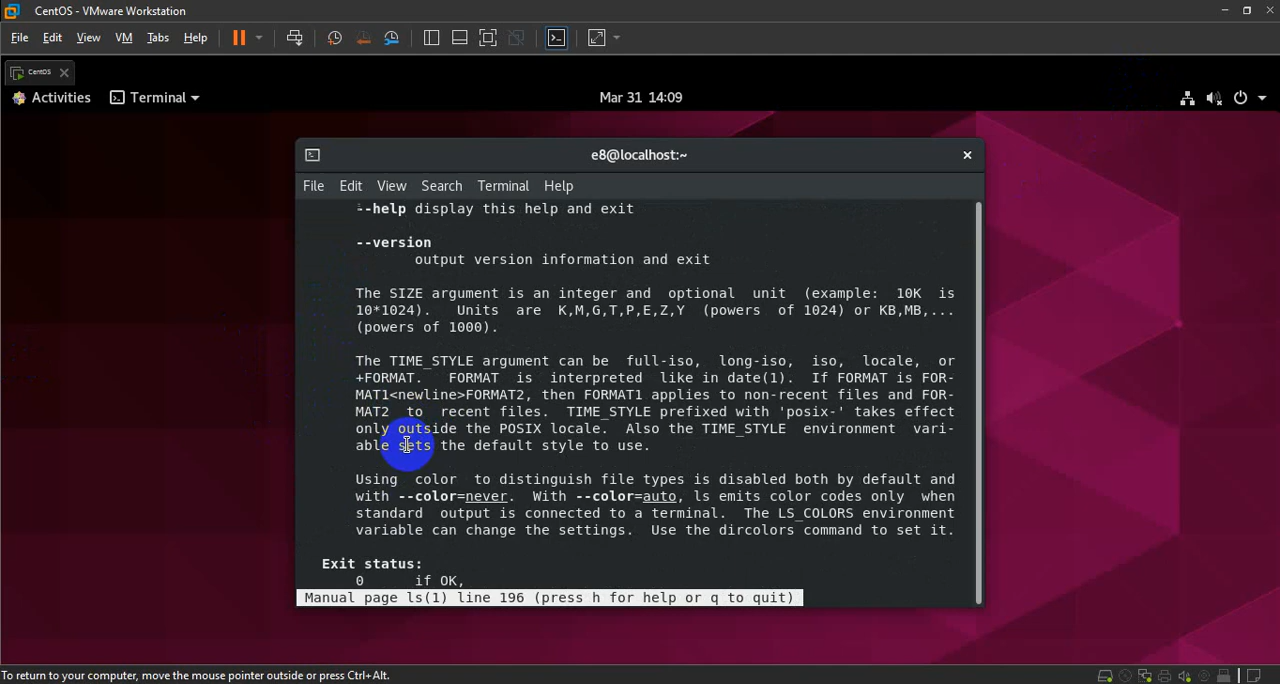 CentOS - VMware Workstation
File Edit View VM Tabs Help
CentOS
Activities Terminal Mar 31 14:09
e8@localhost:~
File Edit View Search Terminal Help
--help display this help and exit
--version
output version information and exit
The SIZE argument is an integer and optional unit (example: 10K is
10*1024). Units are K,M,G,T,P,E,Z,Y (powers of 1024) or KB,MB,...
(powers of 1000).
The TIME_STYLE argument can be full-iso, long-iso, iso, locale, or
+FORMAT. FORMAT is interpreted like in date(1). If FORMAT is FOR-
MAT1<newline>FORMAT2, then FORMAT1 applies to non-recent files and FOR-
MAT2 to recent files. TIME_STYLE prefixed with 'posix-' takes effect
only outside the POSIX locale. Also the TIME_STYLE environment vari-
able sets the default style to use.
Using color to distinguish file types is disabled both by default and
with --color=never. With --color=auto, ls emits color codes only when
standard output is connected to a terminal. The LS_COLORS environment
variable can change the settings. Use the dircolors command to set it.
Exit status:
0 if OK,
Manual page ls(1) line 196 (press h for help or q to quit)
To return to your computer, move the mouse pointer outside or press Ctrl+Alt.